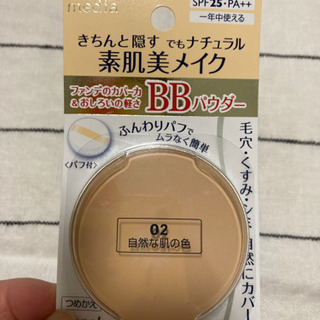 media
SPF25・PA++
一年中使える
きちんと隠す でもナチュラル
素肌美メイク
ファンデのカバー力
&おしろいの軽さ
BBパウダー
ふんわりパフで
ムラなく簡単
<パフ付>
毛穴・くすみ・シミ 自然にカバー
02
自然な肌の色
つめかえ